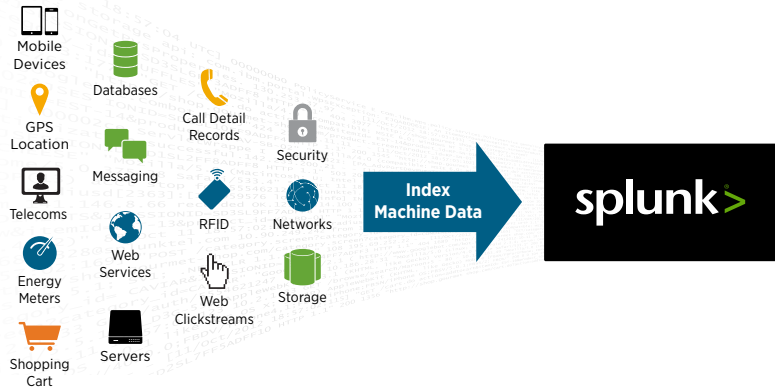 Mobile
Devices
GPS
Location
Telecoms
Energy
Meters
Shopping
Cart
Databases
Messaging
Web
Services
Servers
Call Detail
Records
RFID
Web
Clickstreams
Security
Networks
Storage
Index
Machine Data
splunk>